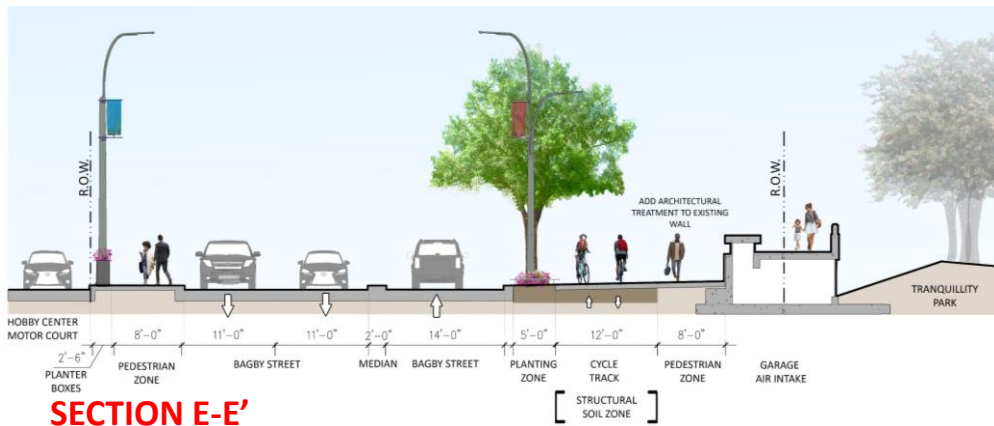 R.O.W.
R.O.W.
ADD ARCHITECTURAL
TREATMENT TO EXISTING
WALL
TRANQUILLITY
PARK
HOBBY CENTER
MOTOR COURT
2'-6"
8'-0"
11'-0"
11'-0"
2'-0"
14'-0"
5'-0"
12'-0"
8'-0"
PLANTER
BOXES
PEDESTRIAN
ZONE
BAGBY STREET
MEDIAN
BAGBY STREET
PLANTING
ZONE
CYCLE
TRACK
PEDESTRIAN
ZONE
GARAGE
AIR INTAKE
STRUCTURAL
SOIL ZONE
SECTION E-E’